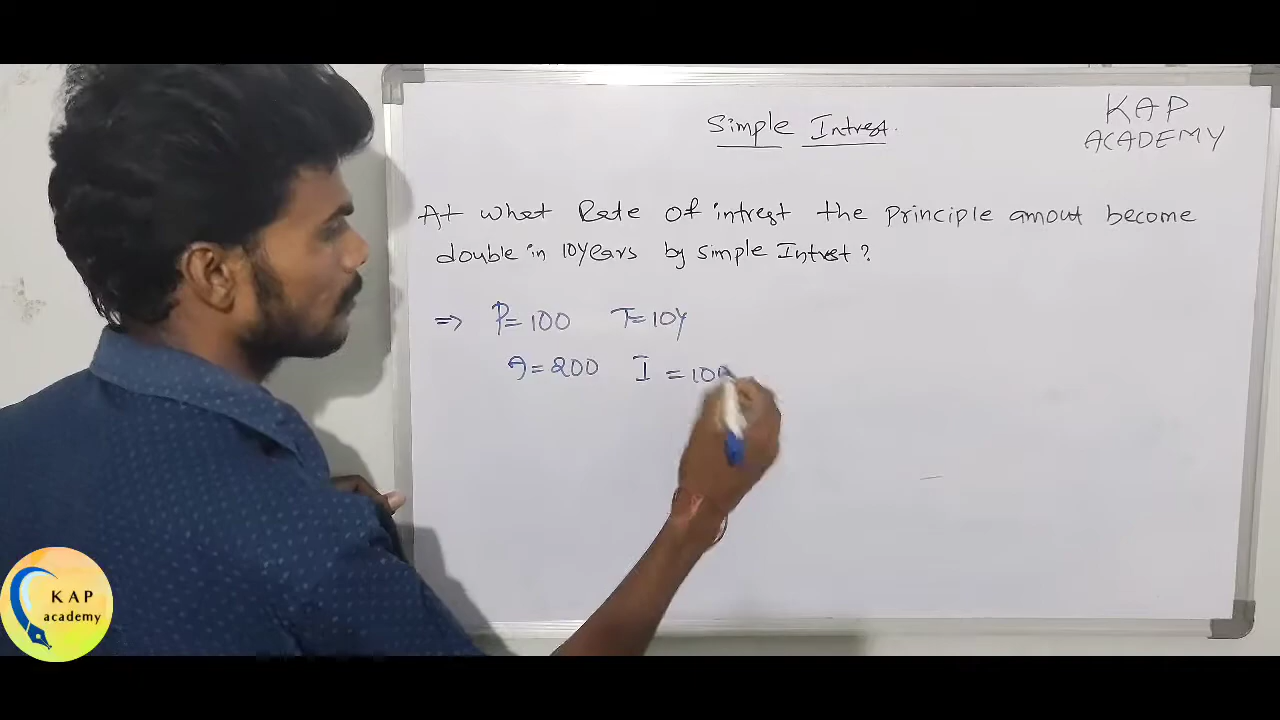 Simple Intrest.
KAP
ACADEMY
At what Rate of intrest the principle amout become
double in 10years by simple Intrst?
⇒ P=100 T=10Y
A=200 I=100
KAP
academy